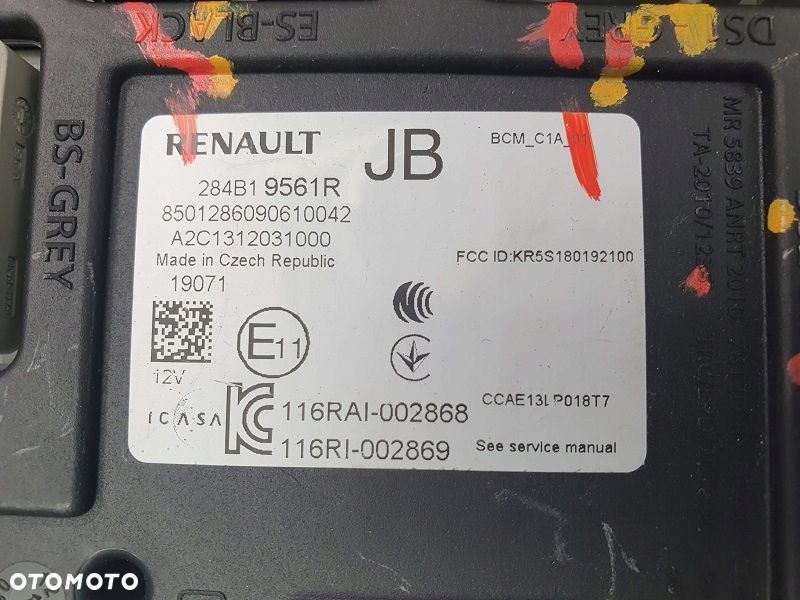 ES-BLACK
DS1-GREY
BS-GREY
RENAULT
JB
BCM_C1A_01
284B1 9561R
8501286090610042
A2C1312031000
Made in Czech Republic
19071
FCC ID:KR5S180192100
E11
12V
ICASA
116RAI-002868
116RI-002869
CCAE13LP018T7
See service manual
MR 5839 ANRT 2010
TA-2010/12
OTOMOTO